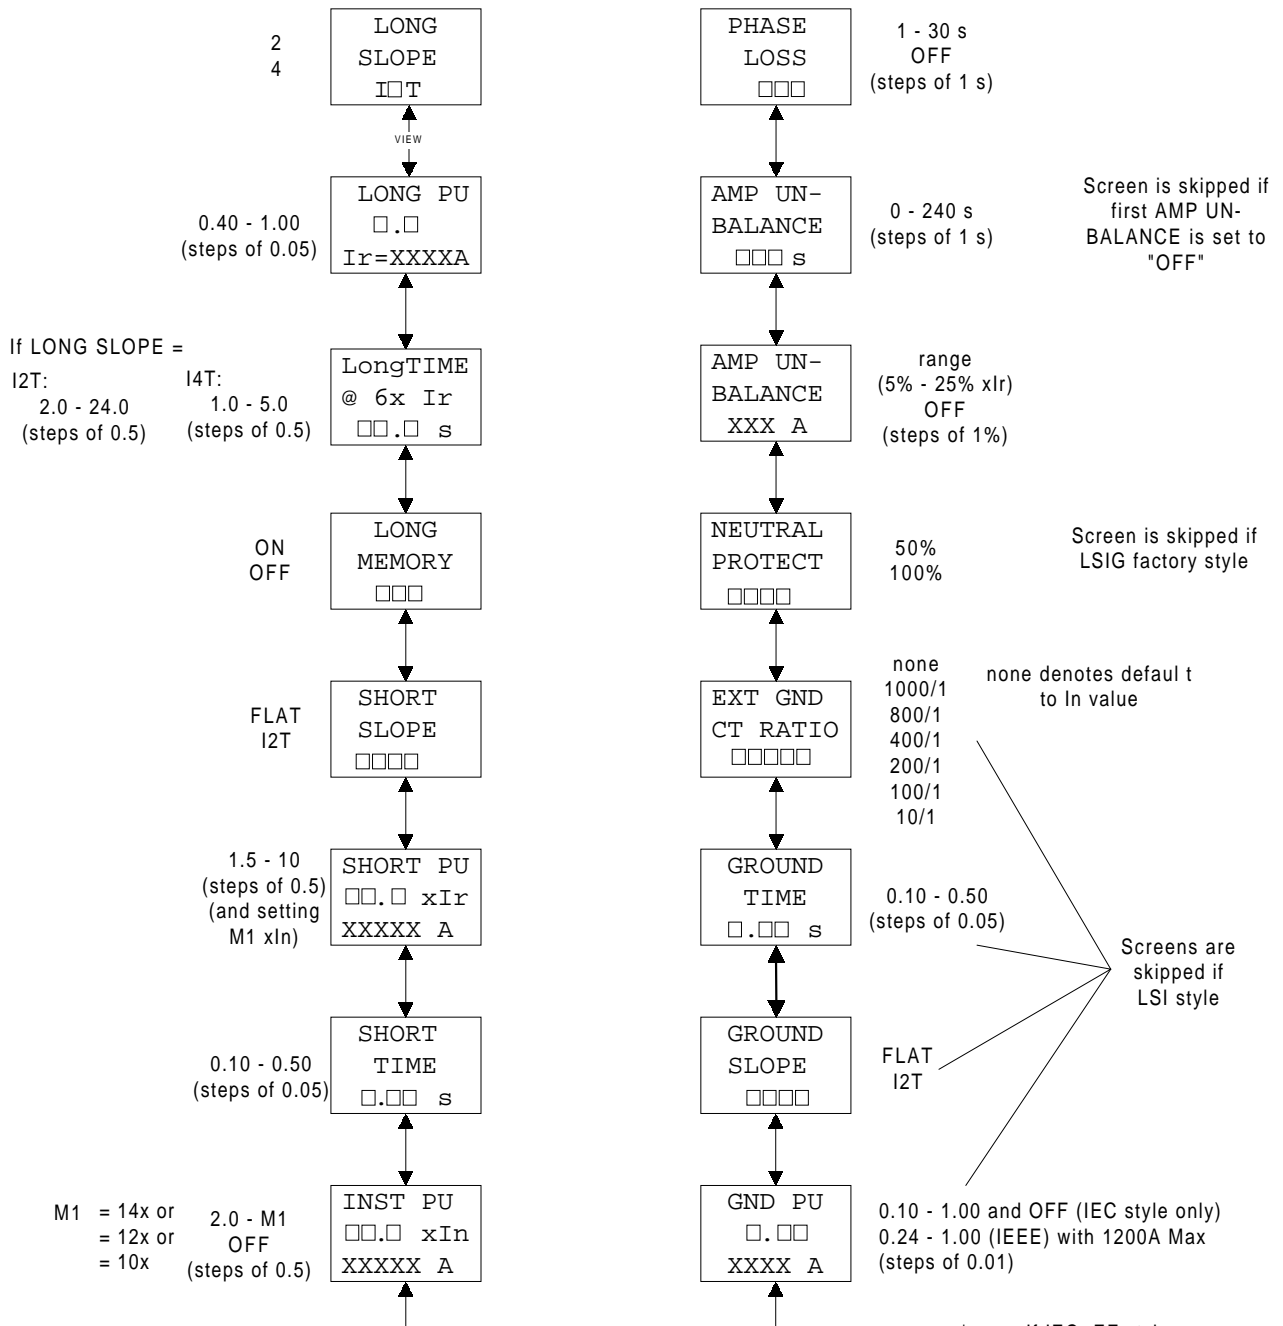 2
4
LONG
SLOPE
I□T
VIEW
0.40 - 1.00
(steps of 0.05)
LONG PU
□.□
Ir=XXXXA
If LONG SLOPE =
I2T:
2.0 - 24.0
(steps of 0.5)
I4T:
1.0 - 5.0
(steps of 0.5)
LongTIME
@ 6x Ir
□□.□ s
ON
OFF
LONG
MEMORY
□□□
FLAT
I2T
SHORT
SLOPE
□□□□
1.5 - 10
(steps of 0.5)
(and setting
M1 xIn)
SHORT PU
□□.□ xIr
XXXXX A
0.10 - 0.50
(steps of 0.05)
SHORT
TIME
□.□□ s
M1 = 14x or
= 12x or
= 10x
2.0 - M1
OFF
(steps of 0.5)
INST PU
□□.□ xIn
XXXXX A
PHASE
LOSS
□□□
1 - 30 s
OFF
(steps of 1 s)
AMP UN-
BALANCE
□□□ s
0 - 240 s
(steps of 1 s)
Screen is skipped if
first AMP UN-
BALANCE is set to
"OFF"
AMP UN-
BALANCE
XXX A
range
(5% - 25% xIr)
OFF
(steps of 1%)
NEUTRAL
PROTECT
□□□□
50%
100%
Screen is skipped if
LSIG factory style
EXT GND
CT RATIO
□□□□□
none
1000/1
800/1
400/1
200/1
100/1
10/1
none denotes defaul t
to In value
GROUND
TIME
□.□□ s
0.10 - 0.50
(steps of 0.05)
Screens are
skipped if
LSI style
GROUND
SLOPE
□□□□
FLAT
I2T
GND PU
□.□□
XXXX A
0.10 - 1.00 and OFF (IEC style only)
0.24 - 1.00 (IEEE) with 1200A Max
(steps of 0.01)